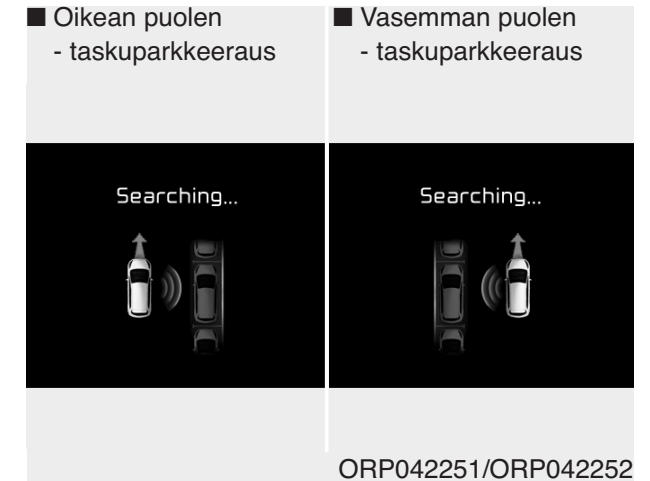 ■ Oikean puolen
- taskuparkkeeraus
■ Vasemman puolen
- taskuparkkeeraus
Searching...
Searching...
ORP042251/ORP042252